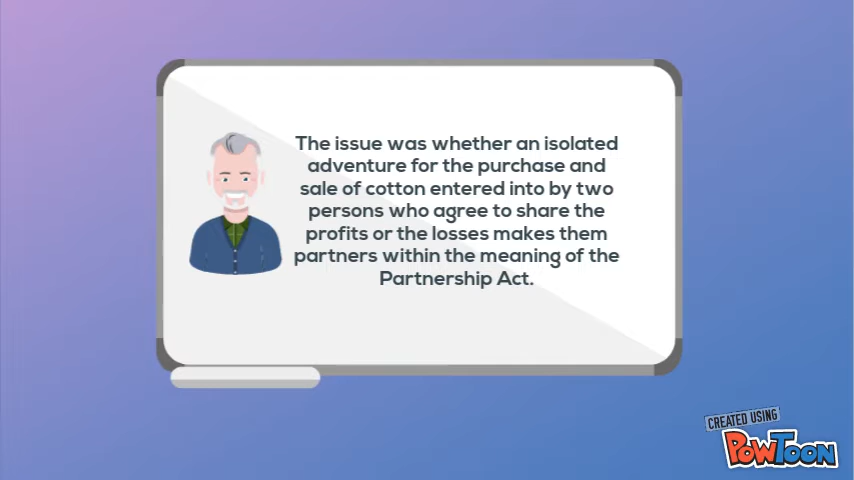 The issue was whether an isolated
adventure for the purchase and
sale of cotton entered into by two
persons who agree to share the
profits or the losses makes them
partners within the meaning of the
Partnership Act.
CREATED USING
POWTOON